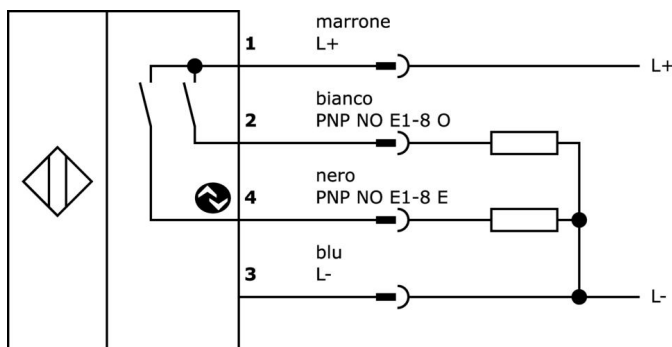 marrone
1
L+
L+
bianco
2
PNP NO E1-8 O
nero
4
PNP NO E1-8 E
blu
3
L-
L-